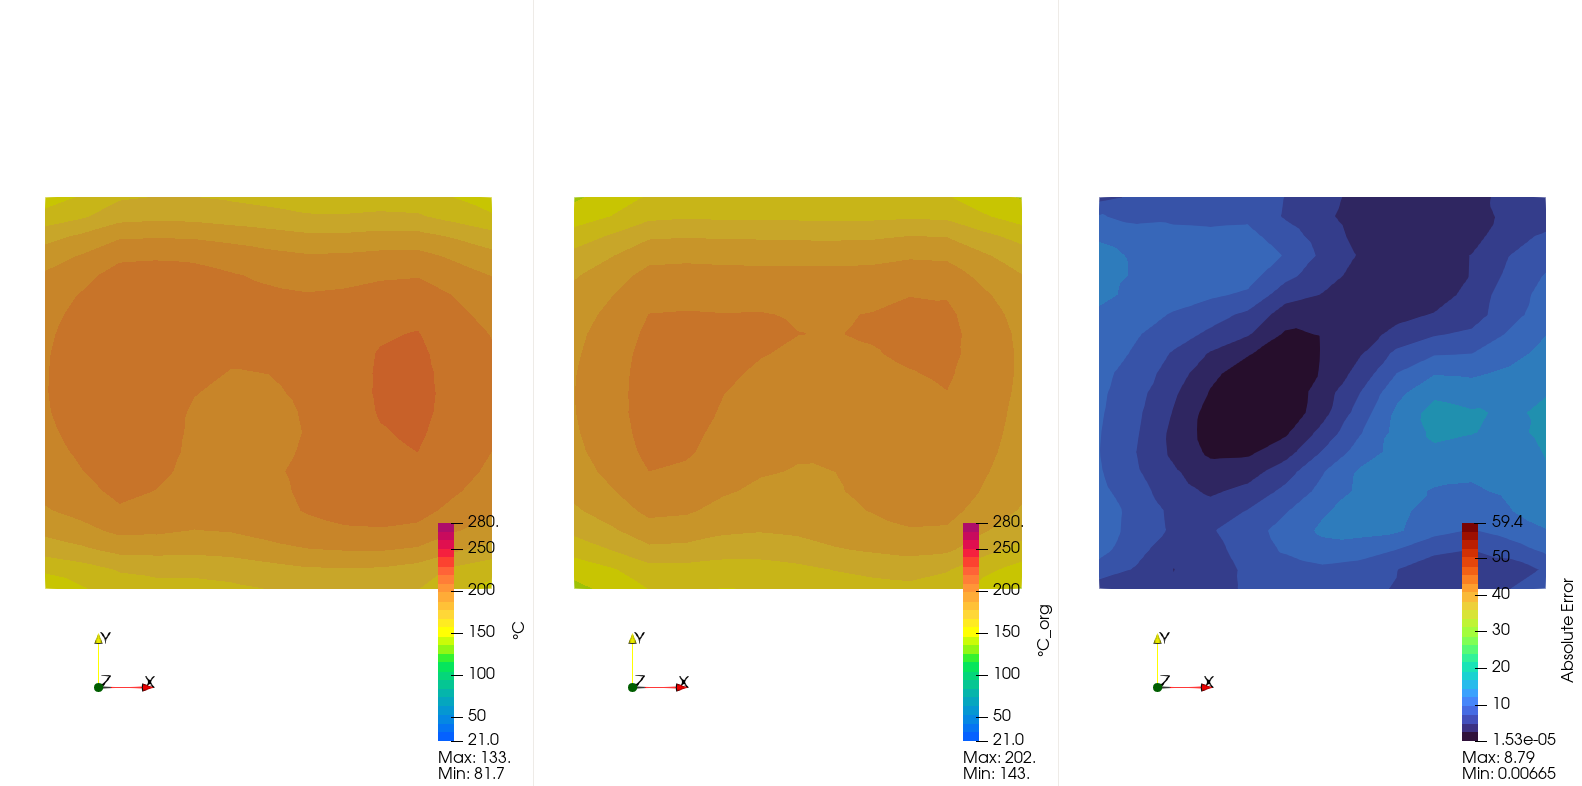 280.
250
200
150
100
50
21.0
°C
Max: 133.
Min: 81.7
Y
Z
X
280.
250
200
150
100
50
21.0
°C_org
Max: 202.
Min: 143.
Y
Z
X
59.4
50
40
30
20
10
1.53e-05
Absolute Error
Max: 8.79
Min: 0.00665
Y
Z
X